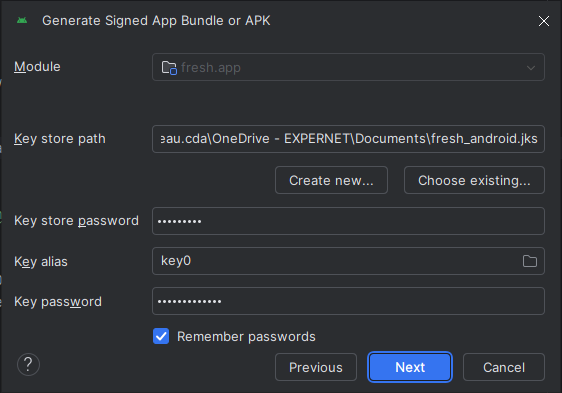 Generate Signed App Bundle or APK
Module
fresh.app
Key store path
eau.cda\OneDrive - EXPERNET\Documents\fresh_android.jks
Create new...
Choose existing...
Key store password
•••••••••
Key alias
key0
Key password
•••••••••••••
Remember passwords
?
Previous
Next
Cancel